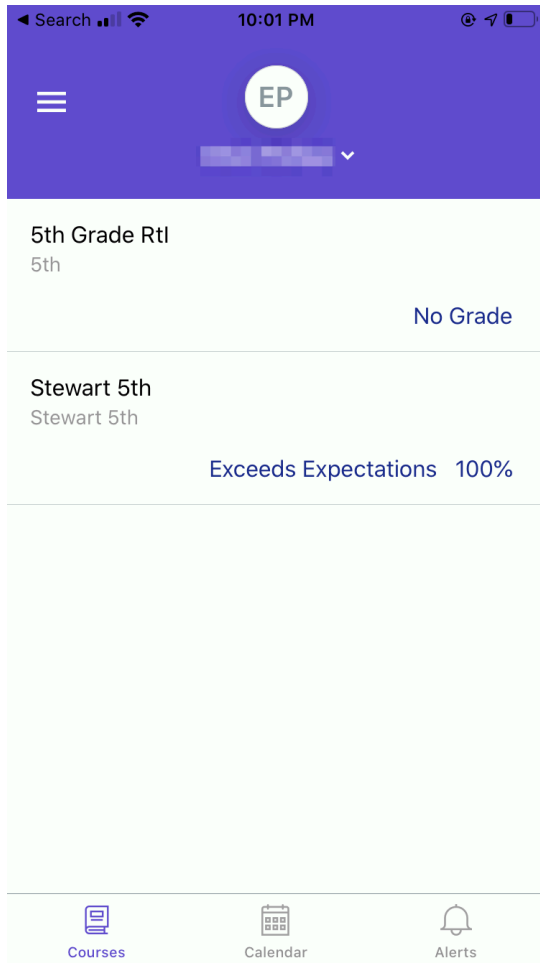 ◀ Search 10:01 PM
EP
5th Grade RtI
5th
No Grade
Stewart 5th
Stewart 5th
Exceeds Expectations 100%
Courses Calendar Alerts